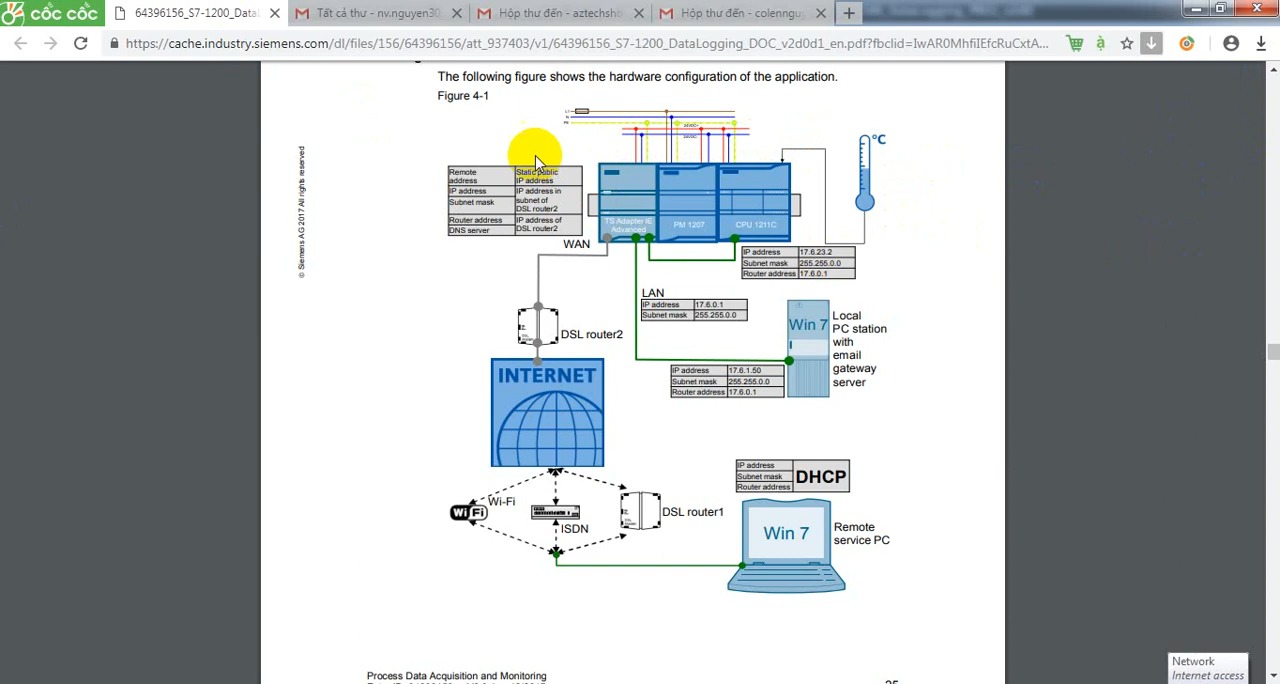 cốc cốc
64396156_S7-1200_DataL
Tất cả thư - nv.nguyen30
Hộp thư đến - aztechsho
Hộp thư đến - colenngu
https://cache.industry.siemens.com/dl/files/156/64396156/att_937403/v1/64396156_S7-1200_DataLogging_DOC_v2d0d1_en.pdf?fbclid=IwAR0MhfiIEfcRuCxtA...
The following figure shows the hardware configuration of the application.
Figure 4-1
© Siemens AG 2017 All rights reserved
L1
N
PE
24VDC+
24VDC-
°C
Remote address
Static public IP address
IP address
Subnet mask
IP address in subnet of DSL router2
Router address
DNS server
IP address of DSL router2
TS Adapter IE Advanced
PM 1207
CPU 1211C
WAN
IP address 17.6.23.2
Subnet mask 255.255.0.0
Router address 17.6.0.1
LAN
IP address 17.6.0.1
Subnet mask 255.255.0.0
DSL router2
Win 7
Local
PC station
with
email
gateway
server
IP address 17.6.1.50
Subnet mask 255.255.0.0
Router address 17.6.0.1
INTERNET
IP address
Subnet mask
Router address
DHCP
Wi-Fi
Wi Fi
ISDN
DSL router1
Win 7
Remote
service PC
Network
Internet access
Process Data Acquisition and Monitoring